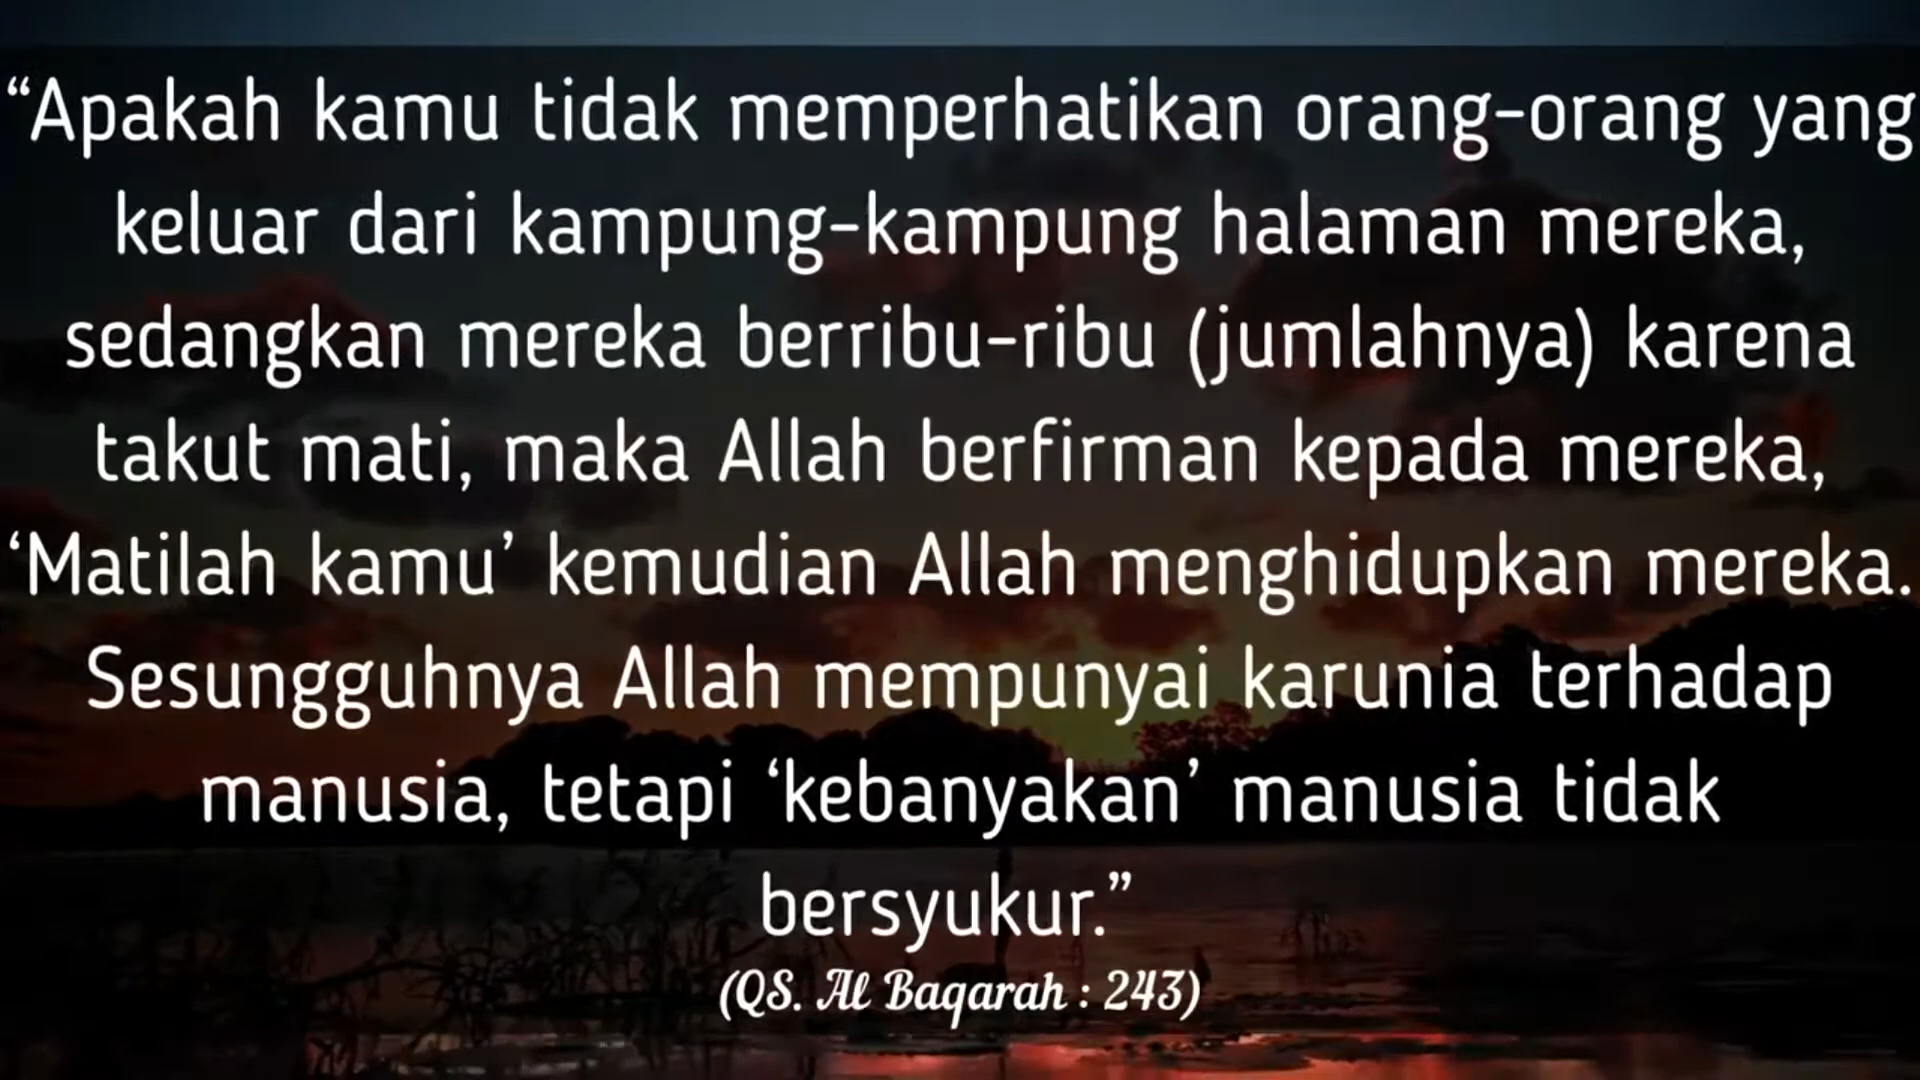 “Apakah kamu tidak memperhatikan orang-orang yang
keluar dari kampung-kampung halaman mereka,
sedangkan mereka berribu-ribu (jumlahnya) karena
takut mati, maka Allah berfirman kepada mereka,
‘Matilah kamu’ kemudian Allah menghidupkan mereka.
Sesungguhnya Allah mempunyai karunia terhadap
manusia, tetapi ‘kebanyakan’ manusia tidak
bersyukur.”
(QS. Al Baqarah : 243)